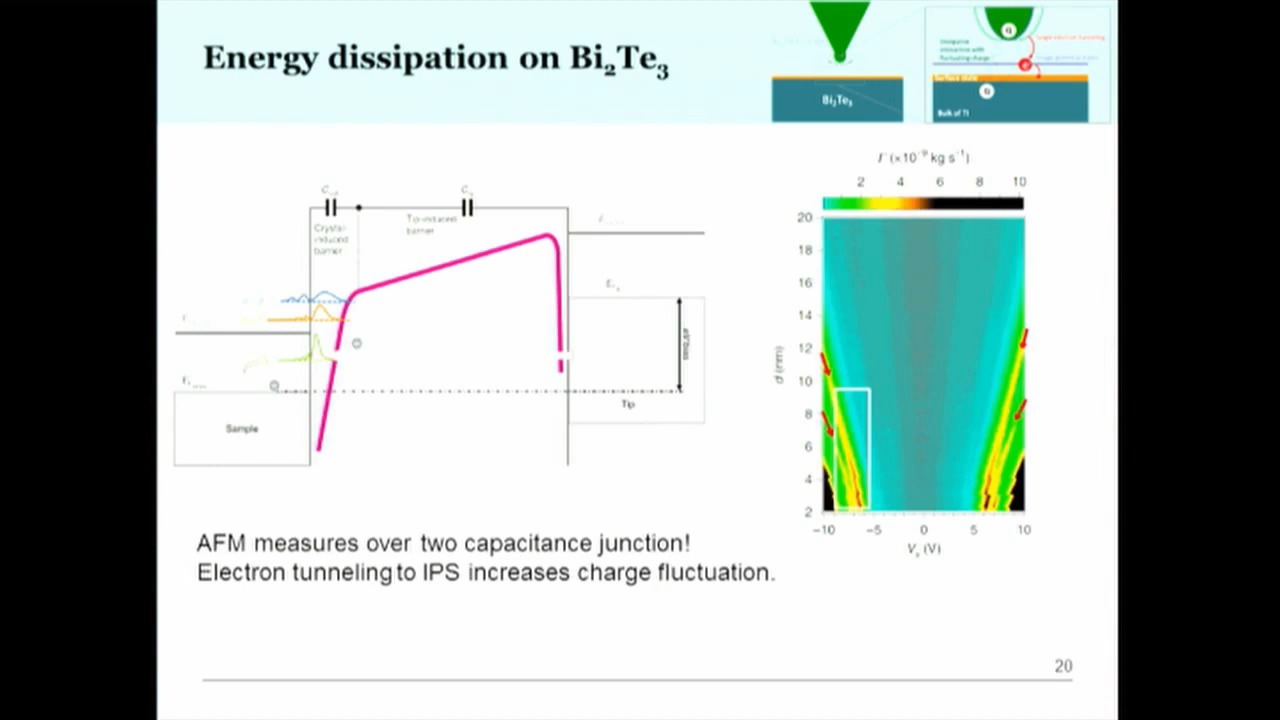 Energy dissipation on Bi₂Te₃
Bi₂Te₃
Surface state
Bulk of TI
Crystal
induced
barrier
Tip-induced
barrier
Sample
Tip
Γ (×10⁻⁹ kg s⁻¹)
2 4 6 8 10
20
18
16
14
12
10
8
6
4
2
d (nm)
−10 −5 0 5 10
Vₛ (V)
AFM measures over two capacitance junction!
Electron tunneling to IPS increases charge fluctuation.
20